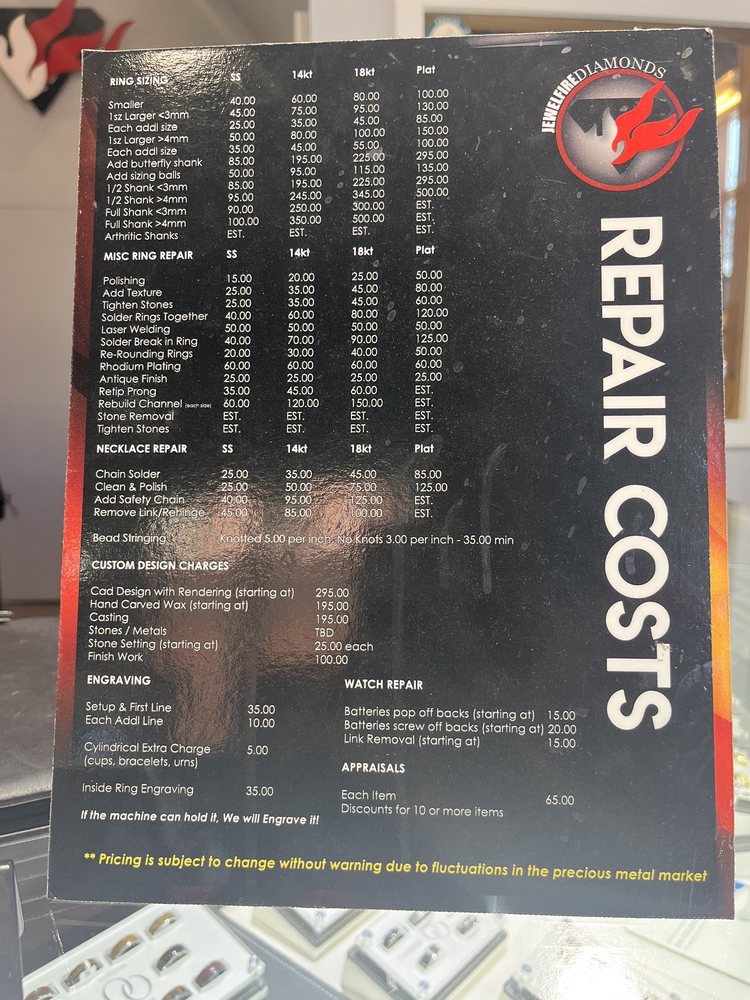 JEWELFIREDIAMONDS
REPAIR COSTS
RING SIZING SS 14kt 18kt Plat
Smaller 40.00 60.00 80.00 100.00
1sz Larger <3mm 45.00 75.00 95.00 130.00
Each addl size 25.00 35.00 45.00 85.00
1sz Larger >4mm 50.00 80.00 100.00 150.00
Each addl size 35.00 45.00 55.00 100.00
Add butterfly shank 85.00 195.00 225.00 295.00
Add sizing balls 50.00 95.00 115.00 135.00
1/2 Shank <3mm 85.00 195.00 225.00 295.00
1/2 Shank >4mm 95.00 245.00 345.00 500.00
Full Shank <3mm 90.00 250.00 300.00 EST.
Full Shank >4mm 100.00 350.00 500.00 EST.
Arthritic Shanks EST. EST. EST. EST.
MISC RING REPAIR SS 14kt 18kt Plat
Polishing 15.00 20.00 25.00 50.00
Add Texture 25.00 35.00 45.00 80.00
Tighten Stones 25.00 35.00 45.00 60.00
Solder Rings Together 40.00 60.00 80.00 120.00
Laser Welding 50.00 50.00 50.00 50.00
Solder Break in Ring 40.00 70.00 90.00 125.00
Re-Rounding Rings 20.00 30.00 40.00 50.00
Rhodium Plating 60.00 60.00 60.00 60.00
Antique Finish 25.00 25.00 25.00 25.00
Retip Prong 35.00 45.00 60.00 EST.
Rebuild Channel (each side) 60.00 120.00 150.00 EST.
Stone Removal EST. EST. EST. EST.
Tighten Stones EST. EST. EST. EST.
NECKLACE REPAIR SS 14kt 18kt Plat
Chain Solder 25.00 35.00 45.00 85.00
Clean & Polish 25.00 50.00 75.00 125.00
Add Safety Chain 40.00 95.00 125.00 EST.
Remove Link/Rehinge 45.00 85.00 100.00 EST.
Bead Stringing Knotted 5.00 per inch, No Knots 3.00 per inch - 35.00 min
CUSTOM DESIGN CHARGES
Cad Design with Rendering (starting at) 295.00
Hand Carved Wax (starting at) 195.00
Casting 195.00
Stones / Metals TBD
Stone Setting (starting at) 25.00 each
Finish Work 100.00
ENGRAVING
Setup & First Line 35.00
Each Addl Line 10.00
Cylindrical Extra Charge 5.00
(cups, bracelets, urns)
Inside Ring Engraving 35.00
If the machine can hold it, We will Engrave it!
WATCH REPAIR
Batteries pop off backs (starting at) 15.00
Batteries screw off backs (starting at) 20.00
Link Removal (starting at) 15.00
APPRAISALS
Each Item 65.00
Discounts for 10 or more items
** Pricing is subject to change without warning due to fluctuations in the precious metal market